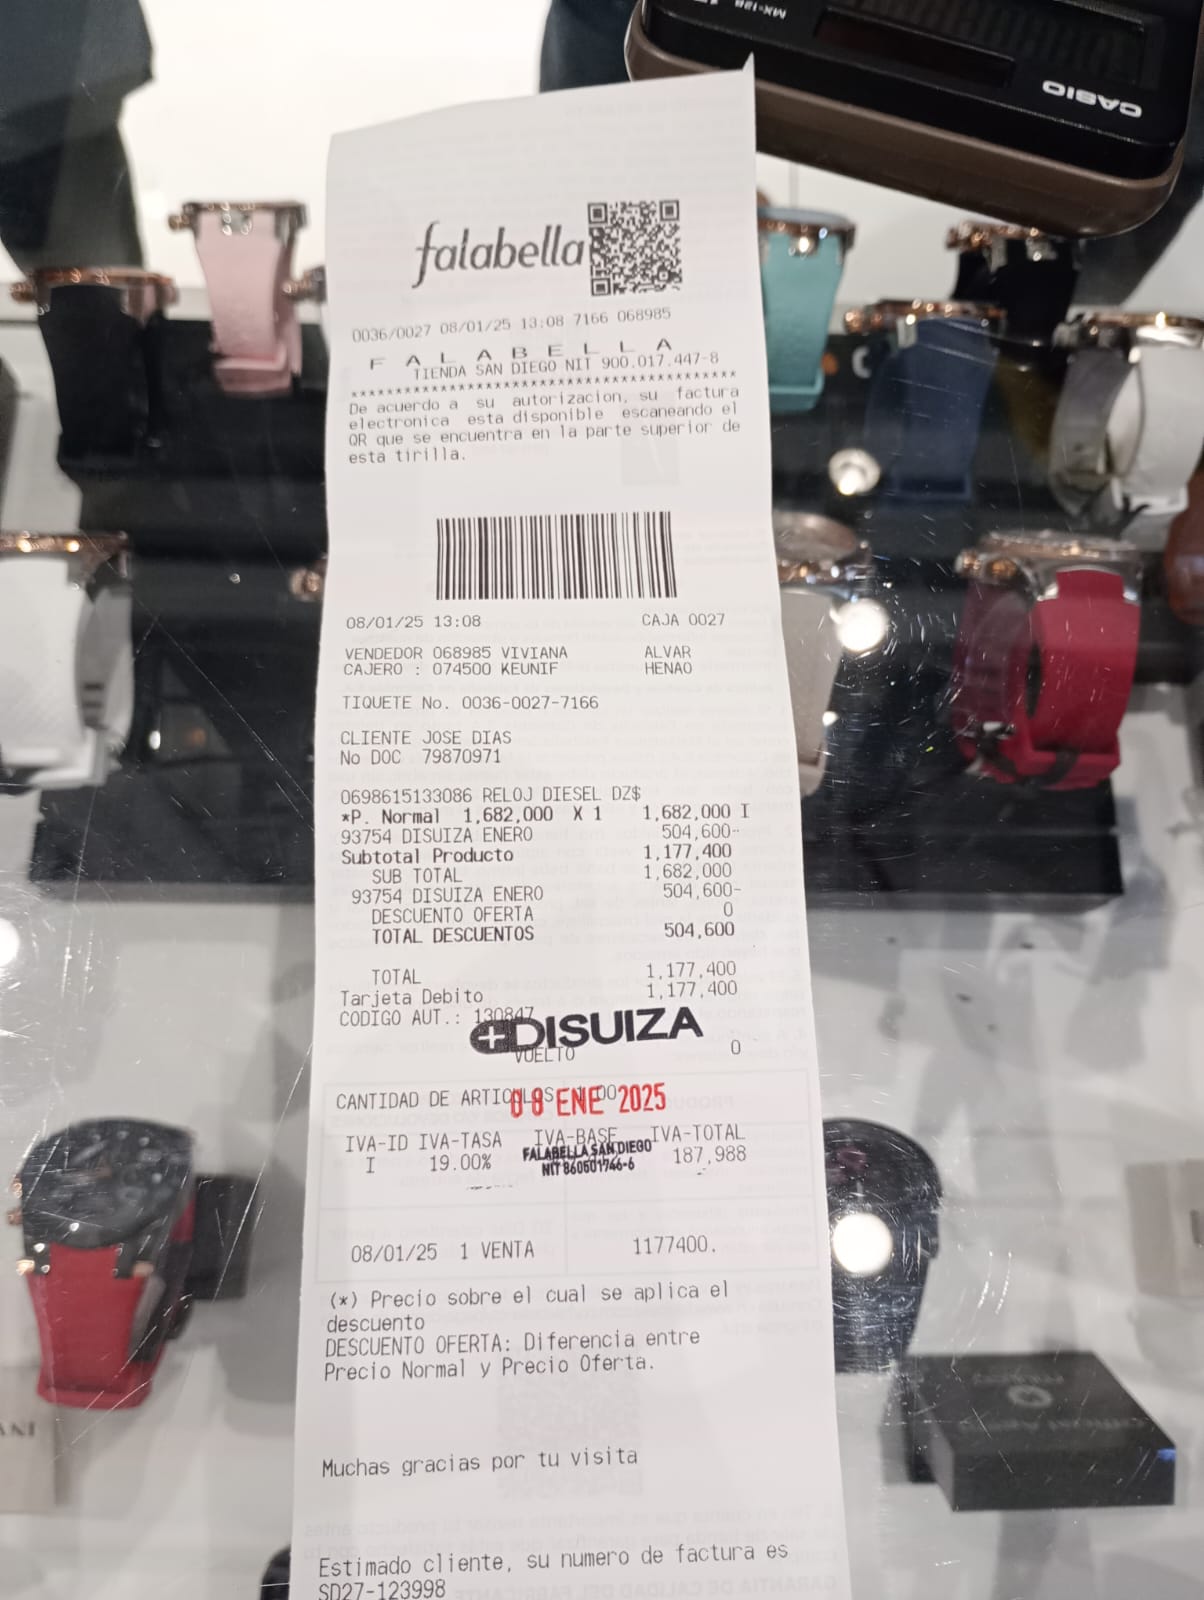 CASIO
MX-12B
falabella
0036/0027 08/01/25 13:08 7166 068985
F A L A B E L L A
TIENDA SAN DIEGO NIT 900.017.447-8
****************************************
De acuerdo a su autorizacion, su factura
electronica esta disponible escaneando el
QR que se encuentra en la parte superior de
esta tirilla.
08/01/25 13:08 CAJA 0027
VENDEDOR 068985 VIVIANA ALVAR
CAJERO : 074500 KEUNIF HENAO
TIQUETE No. 0036-0027-7166
CLIENTE JOSE DIAS
No DOC 79870971
0698615133086 RELOJ DIESEL DZ$
*P. Normal 1,682,000 X 1 1,682,000 I
93754 DISUIZA ENERO 504,600-
Subtotal Producto 1,177,400
SUB TOTAL 1,682,000
93754 DISUIZA ENERO 504,600-
DESCUENTO OFERTA 0
TOTAL DESCUENTOS 504,600
TOTAL 1,177,400
Tarjeta Debito 1,177,400
CODIGO AUT.: 130847
DISUIZA
VUELTO 0
CANTIDAD DE ARTICULOS 1.00
08 ENE 2025
IVA-ID IVA-TASA IVA-BASE IVA-TOTAL
I 19.00% 187,988
FALABELLA SAN DIEGO
NIT 860501746-6
08/01/25 1 VENTA 1177400.
(*) Precio sobre el cual se aplica el
descuento
DESCUENTO OFERTA: Diferencia entre
Precio Normal y Precio Oferta.
Muchas gracias por tu visita
Estimado cliente, su numero de factura es
SD27-123998